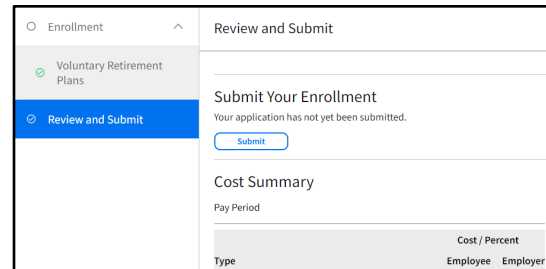 Enrollment
Voluntary Retirement
Plans
Review and Submit
Review and Submit
Submit Your Enrollment
Your application has not yet been submitted.
Submit
Cost Summary
Pay Period
Cost / Percent
Type Employee Employer